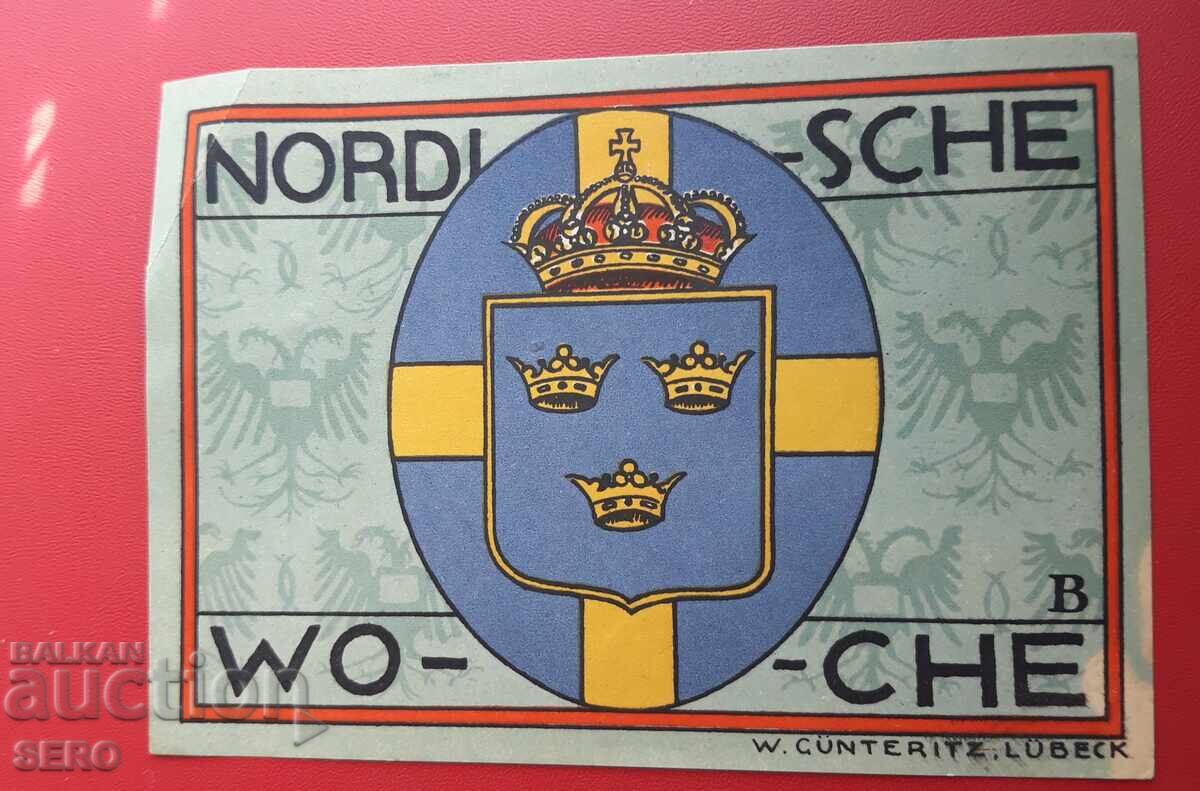 NORDI -SCHE
B
WO- -CHE
W. GÜNTERITZ, LÜBECK
BALKAN
auction
SERO